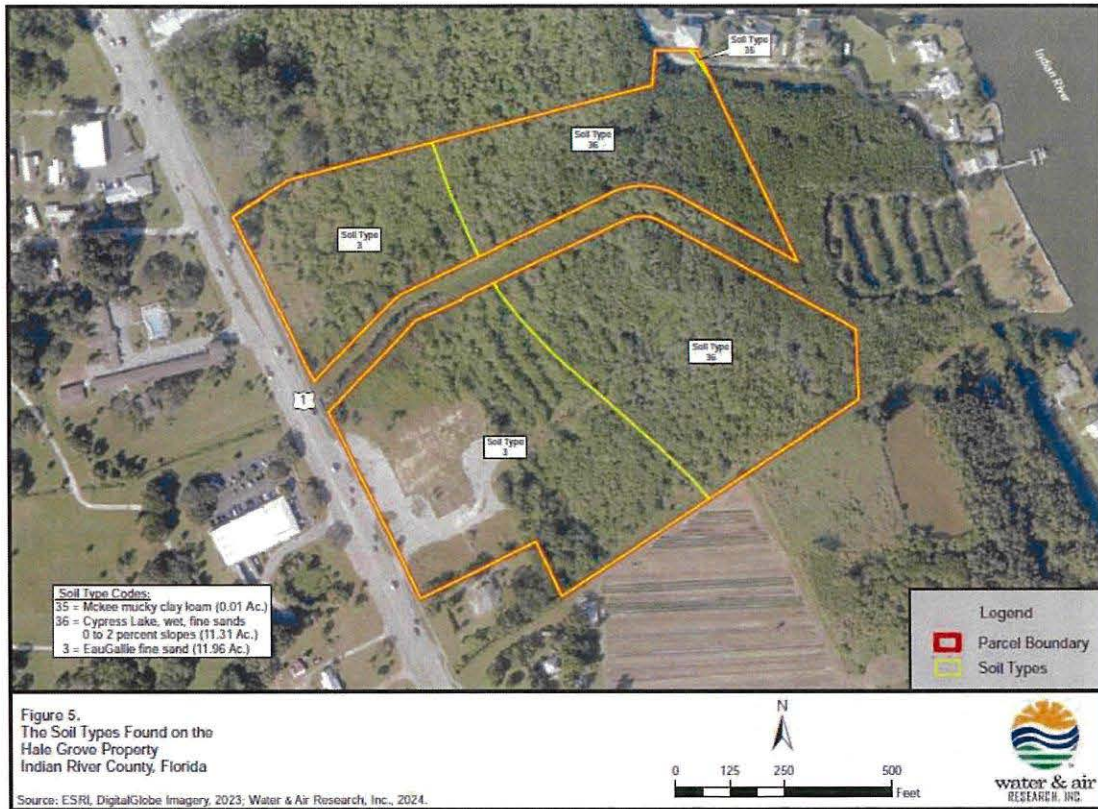 Soil Type
36
Indian River
Soil Type
36
Soil Type
3
Soil Type
36
1
Soil Type
3
Soil Type Codes:
35 = Mckee mucky clay loam (0.01 Ac.)
36 = Cypress Lake, wet, fine sands
0 to 2 percent slopes (11.31 Ac.)
3 = EauGallie fine sand (11.96 Ac.)
Legend
Parcel Boundary
Soil Types
Figure 5.
The Soil Types Found on the
Hale Grove Property
Indian River County, Florida
Source: ESRI, DigitalGlobe Imagery, 2023; Water & Air Research, Inc., 2024.
N
0 125 250 500
Feet
water & air
RESEARCH, INC.